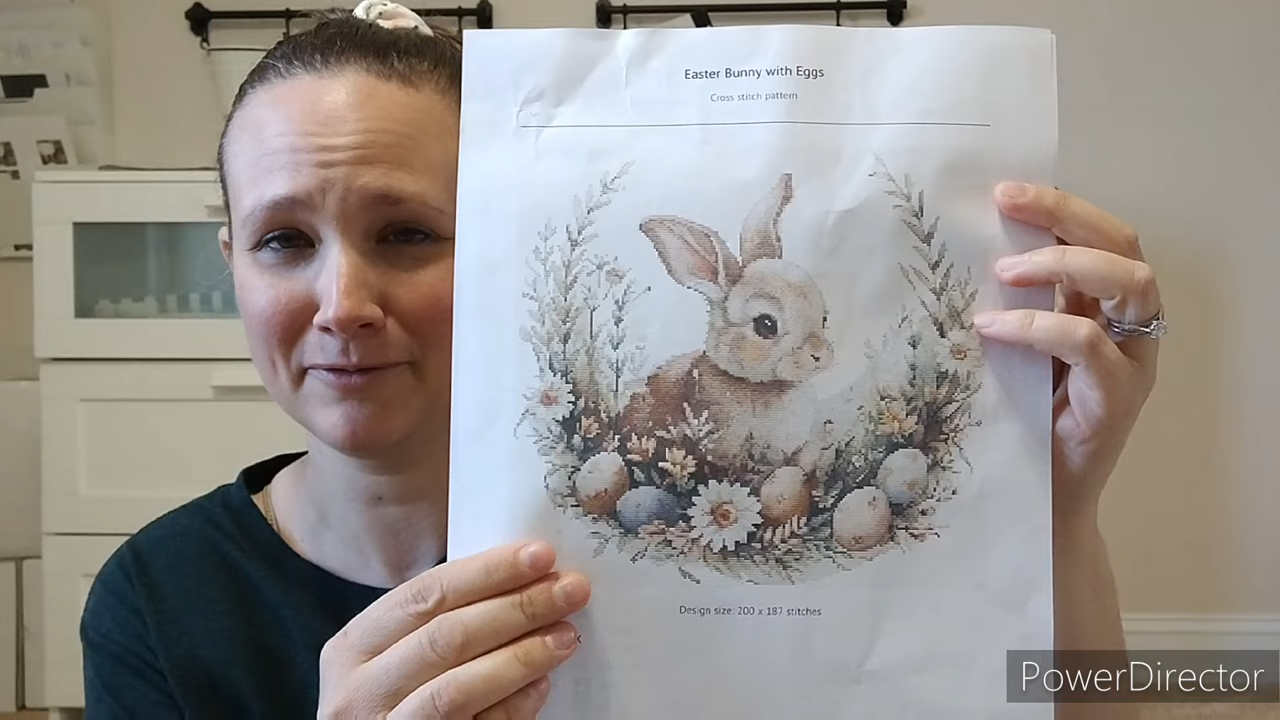 Easter Bunny with Eggs
Cross stitch pattern
Design size: 200 x 187 stitches
PowerDirector